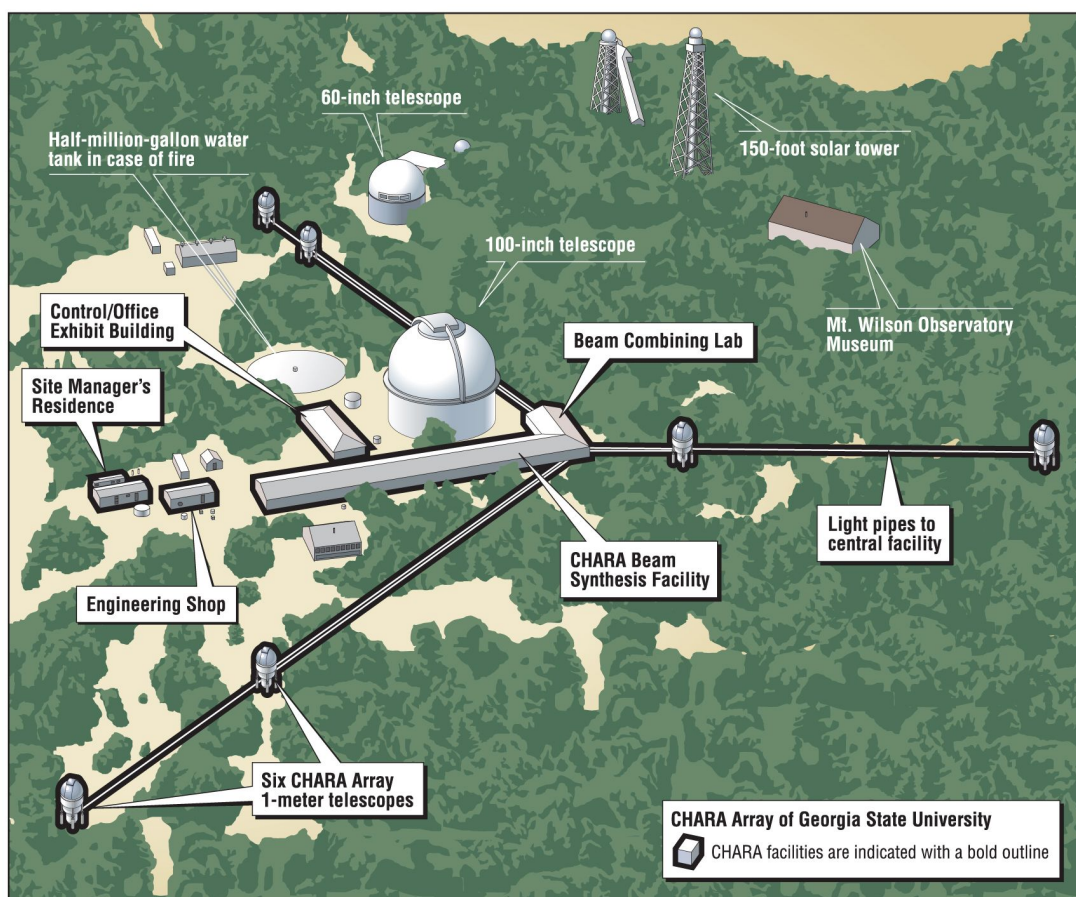 60-inch telescope
Half-million-gallon water
tank in case of fire
150-foot solar tower
100-inch telescope
Control/Office
Exhibit Building
Beam Combining Lab
Mt. Wilson Observatory
Museum
Site Manager's
Residence
Light pipes to
central facility
CHARA Beam
Synthesis Facility
Engineering Shop
Six CHARA Array
1-meter telescopes
CHARA Array of Georgia State University
CHARA facilities are indicated with a bold outline